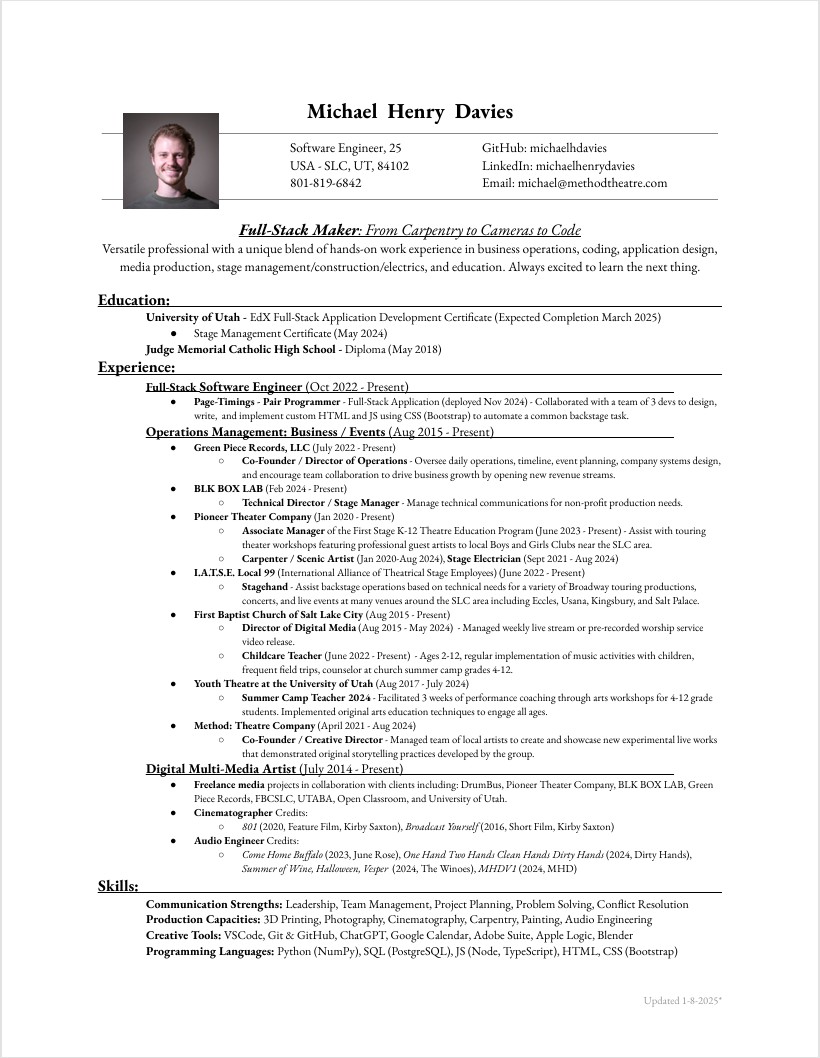 Michael Henry Davies
Software Engineer, 25
USA - SLC, UT, 84102
801-819-6842
GitHub: michaelhdavies
LinkedIn: michaelhenrydavies
Email: michael@methodtheatre.com
Full-Stack Maker: From Carpentry to Cameras to Code
Versatile professional with a unique blend of hands-on work experience in business operations, coding, application design,
media production, stage management/construction/electrics, and education. Always excited to learn the next thing.
Education:
University of Utah - EdX Full-Stack Application Development Certificate (Expected Completion March 2025)
● Stage Management Certificate (May 2024)
Judge Memorial Catholic High School - Diploma (May 2018)
Experience:
Full-Stack Software Engineer (Oct 2022 - Present)
● Page-Timings - Pair Programmer - Full-Stack Application (deployed Nov 2024) - Collaborated with a team of 3 devs to design,
write, and implement custom HTML and JS using CSS (Bootstrap) to automate a common backstage task.
Operations Management: Business / Events (Aug 2015 - Present)
● Green Piece Records, LLC (July 2022 - Present)
○ Co-Founder / Director of Operations - Oversee daily operations, timeline, event planning, company systems design,
and encourage team collaboration to drive business growth by opening new revenue streams.
● BLK BOX LAB (Feb 2024 - Present)
○ Technical Director / Stage Manager - Manage technical communications for non-profit production needs.
● Pioneer Theater Company (Jan 2020 - Present)
○ Associate Manager of the First Stage K-12 Theatre Education Program (June 2023 - Present) - Assist with touring
theater workshops featuring professional guest artists to local Boys and Girls Clubs near the SLC area.
○ Carpenter / Scenic Artist (Jan 2020-Aug 2024), Stage Electrician (Sept 2021 - Aug 2024)
● I.A.T.S.E. Local 99 (International Alliance of Theatrical Stage Employees) (June 2022 - Present)
○ Stagehand - Assist backstage operations based on technical needs for a variety of Broadway touring productions,
concerts, and live events at many venues around the SLC area including Eccles, Usana, Kingsbury, and Salt Palace.
● First Baptist Church of Salt Lake City (Aug 2015 - Present)
○ Director of Digital Media (Aug 2015 - May 2024) - Managed weekly live stream or pre-recorded worship service
video release.
○ Childcare Teacher (June 2022 - Present) - Ages 2-12, regular implementation of music activities with children,
frequent field trips, counselor at church summer camp grades 4-12.
● Youth Theatre at the University of Utah (Aug 2017 - July 2024)
○ Summer Camp Teacher 2024 - Facilitated 3 weeks of performance coaching through arts workshops for 4-12 grade
students. Implemented original arts education techniques to engage all ages.
● Method: Theatre Company (April 2021 - Aug 2024)
○ Co-Founder / Creative Director - Managed team of local artists to create and showcase new experimental live works
that demonstrated original storytelling practices developed by the group.
Digital Multi-Media Artist (July 2014 - Present)
● Freelance media projects in collaboration with clients including: DrumBus, Pioneer Theater Company, BLK BOX LAB, Green
Piece Records, FBCSLC, UTABA, Open Classroom, and University of Utah.
● Cinematographer Credits:
○ 801 (2020, Feature Film, Kirby Saxton), Broadcast Yourself (2016, Short Film, Kirby Saxton)
● Audio Engineer Credits:
○ Come Home Buffalo (2023, June Rose), One Hand Two Hands Clean Hands Dirty Hands (2024, Dirty Hands),
Summer of Wine, Halloween, Vesper (2024, The Winoes), MHDV1 (2024, MHD)
Skills:
Communication Strengths: Leadership, Team Management, Project Planning, Problem Solving, Conflict Resolution
Production Capacities: 3D Printing, Photography, Cinematography, Carpentry, Painting, Audio Engineering
Creative Tools: VSCode, Git & GitHub, ChatGPT, Google Calendar, Adobe Suite, Apple Logic, Blender
Programming Languages: Python (NumPy), SQL (PostgreSQL), JS (Node, TypeScript), HTML, CSS (Bootstrap)
Updated 1-8-2025*